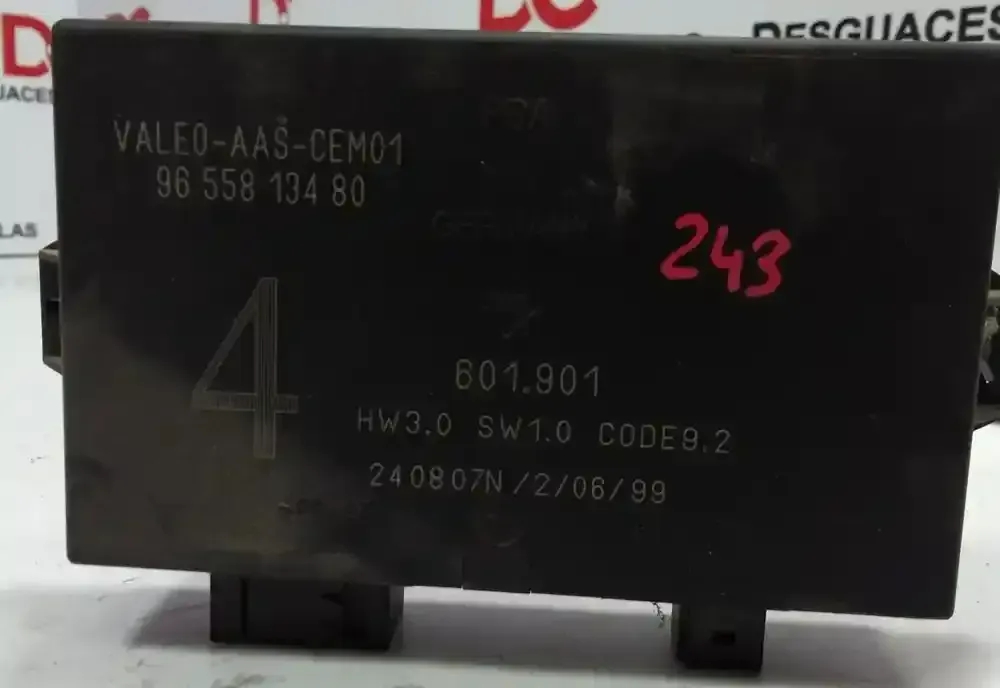 DC
DESGUACES
VALEO-AAS-CEM01
96 558 134 80
243
4
601.901
HW3.0 SW1.0 CODE9.2
240807N/2/06/99